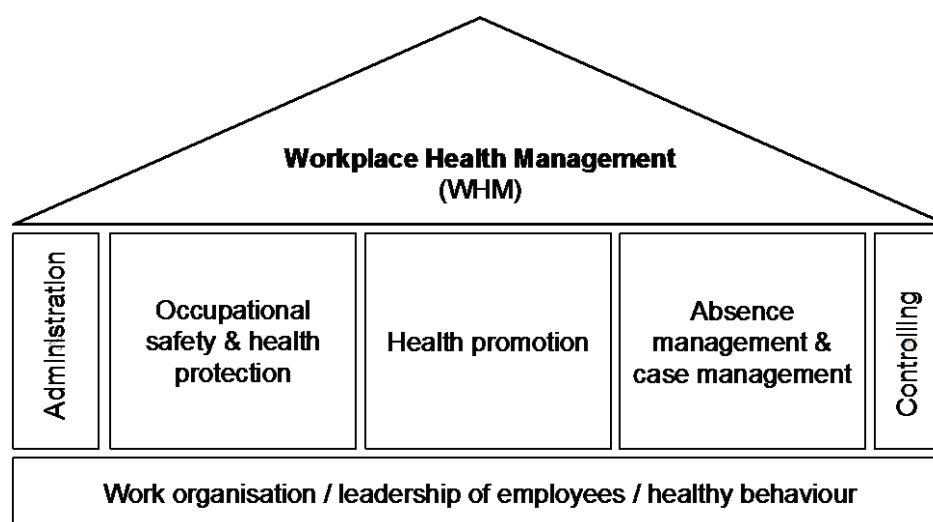 Workplace Health Management
(WHM)
Administration
Occupational
safety & health
protection
Health promotion
Absence
management &
case management
Controlling
Work organisation / leadership of employees / healthy behaviour